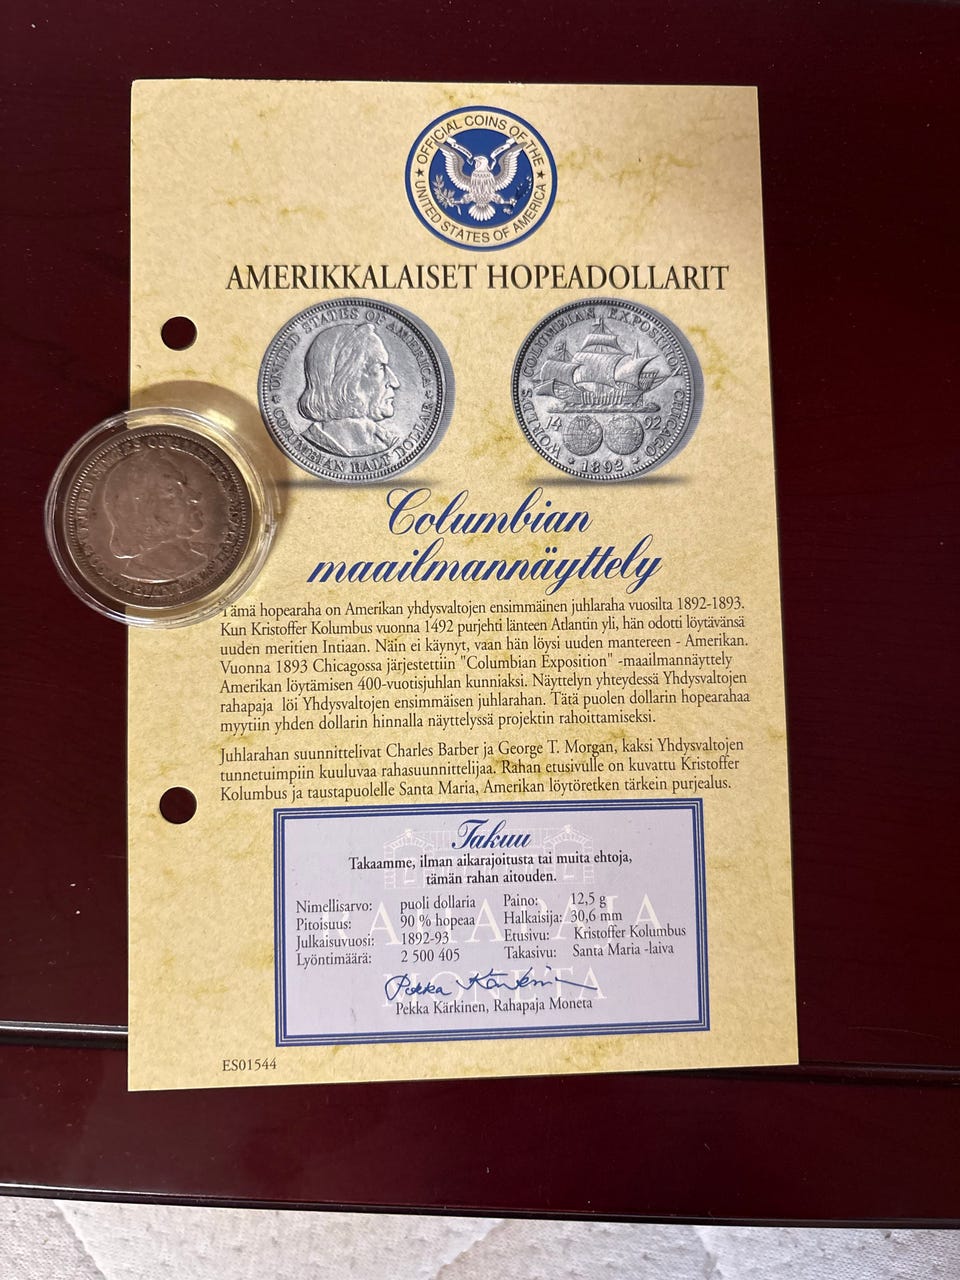 OFFICIAL COINS OF THE
UNITED STATES OF AMERICA
AMERIKKALAISET HOPEADOLLARIT
UNITED STATES OF AMERICA
COLUMBIAN HALF DOLLAR
WORLD'S COLUMBIAN EXPOSITION CHICAGO
14 92
1892
Columbian
maailmannäyttely
Tämä hopearaha on Amerikan yhdysvaltojen ensimmäinen juhlaraha vuosilta 1892-1893.
Kun Kristoffer Kolumbus vuonna 1492 purjehti länteen Atlantin yli, hän odotti löytävänsä
uuden meritien Intiaan. Näin ei käynyt, vaan hän löysi uuden mantereen - Amerikan.
Vuonna 1893 Chicagossa järjestettiin "Columbian Exposition" -maailmannäyttely
Amerikan löytämisen 400-vuotisjuhlan kunniaksi. Näyttelyn yhteydessä Yhdysvaltojen
rahapaja löi Yhdysvaltojen ensimmäisen juhlarahan. Tätä puolen dollarin hopearahaa
myytiin yhden dollarin hinnalla näyttelyssä projektin rahoittamiseksi.
Juhlarahan suunnittelivat Charles Barber ja George T. Morgan, kaksi Yhdysvaltojen
tunnetuimpiin kuuluvaa rahasuunnittelijaa. Rahan etusivulle on kuvattu Kristoffer
Kolumbus ja taustapuolelle Santa Maria, Amerikan löytöretken tärkein purjealus.
Takuu
Takaamme, ilman aikarajoitusta tai muita ehtoja,
tämän rahan aitouden.
Nimellisarvo: puoli dollaria Paino: 12,5 g
Pitoisuus: 90 % hopeaa Halkaisija: 30,6 mm
Julkaisuvuosi: 1892-93 Etusivu: Kristoffer Kolumbus
Lyöntimäärä: 2 500 405 Takasivu: Santa Maria -laiva
RAHAPAJA
MONETA
Pekka Kärkinen
Pekka Kärkinen, Rahapaja Moneta
ES01544